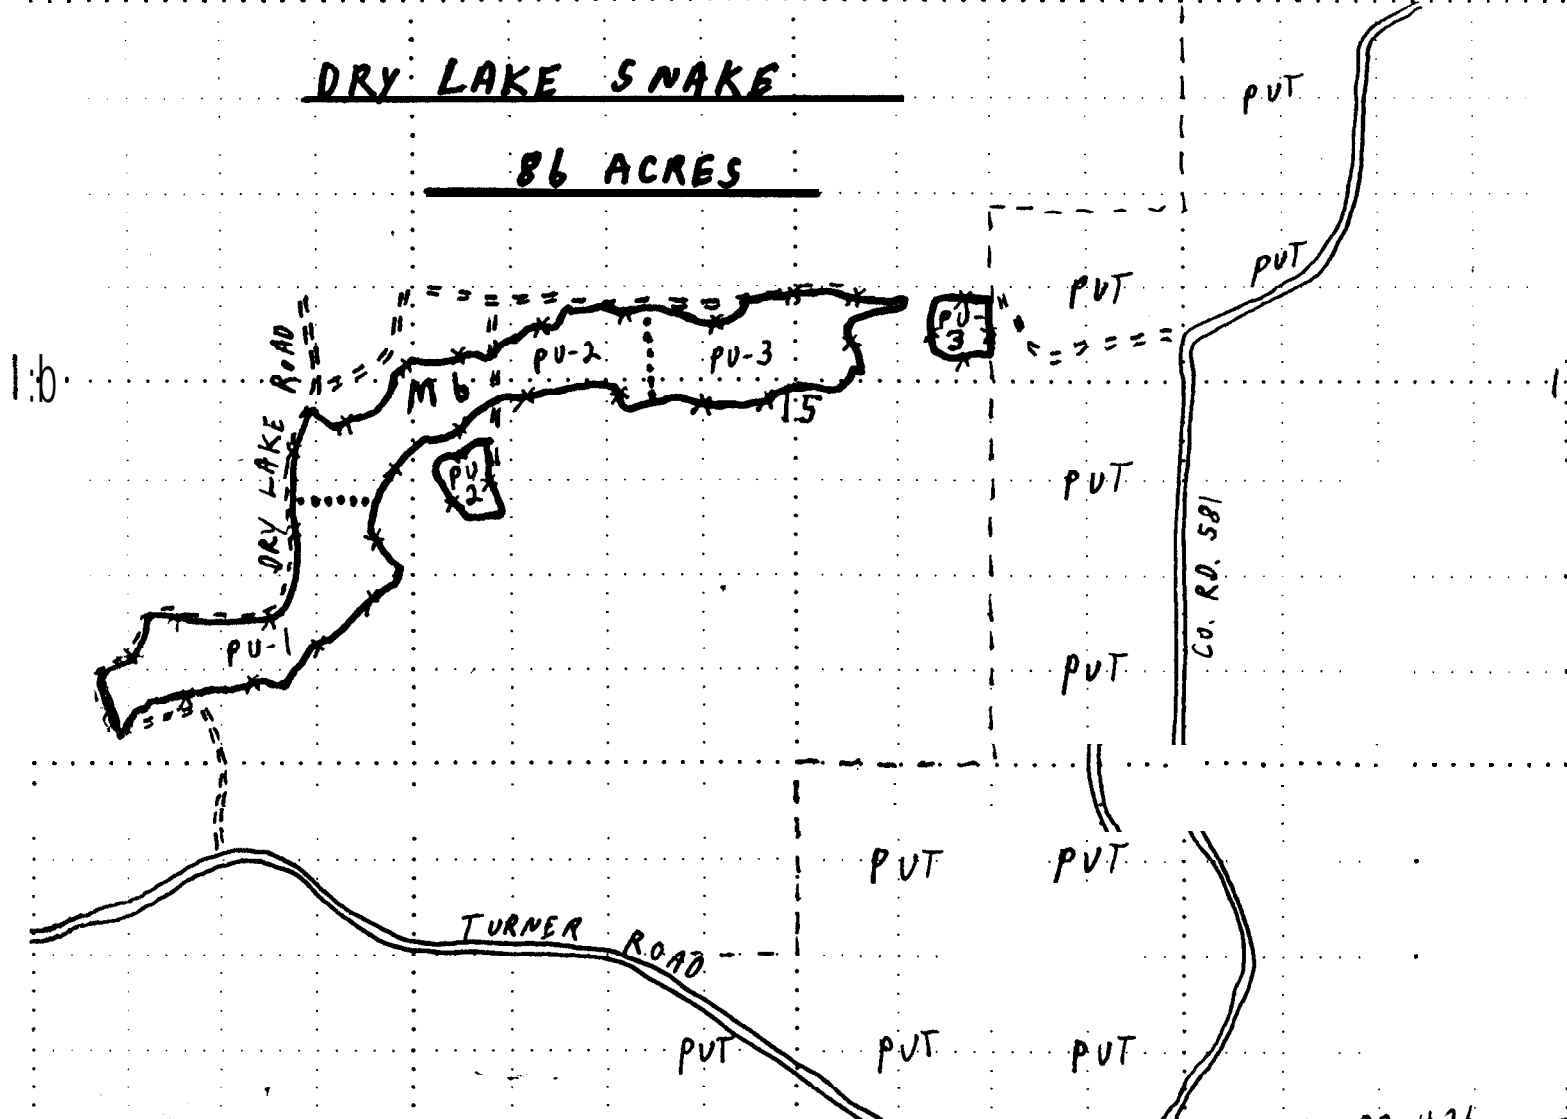 DRY LAKE SNAKE
86 ACRES
PUT
PUT
PUT
DRY LAKE ROAD
PU-2
PU-3
PU-
3
M 6
15
PU
2
PUT
CO. RD. 581
PU-1
PUT
PUT
PUT
TURNER ROAD
PUT
PUT
PUT